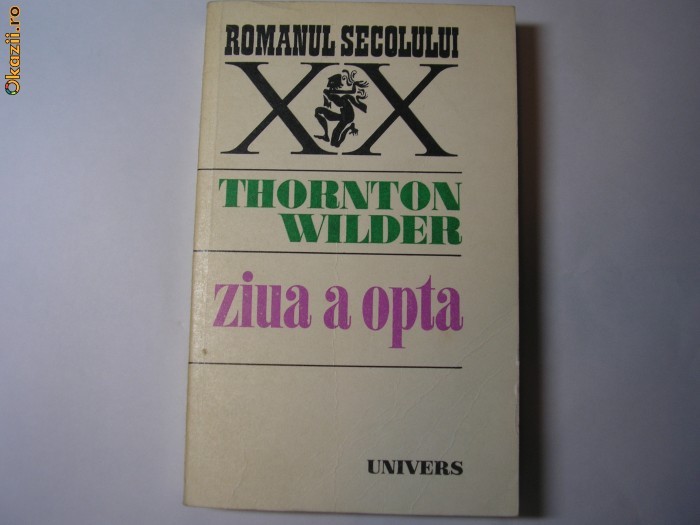 Okazii.ro
ROMANUL SECOLULUI
XX
THORNTON
WILDER
ziua a opta
UNIVERS